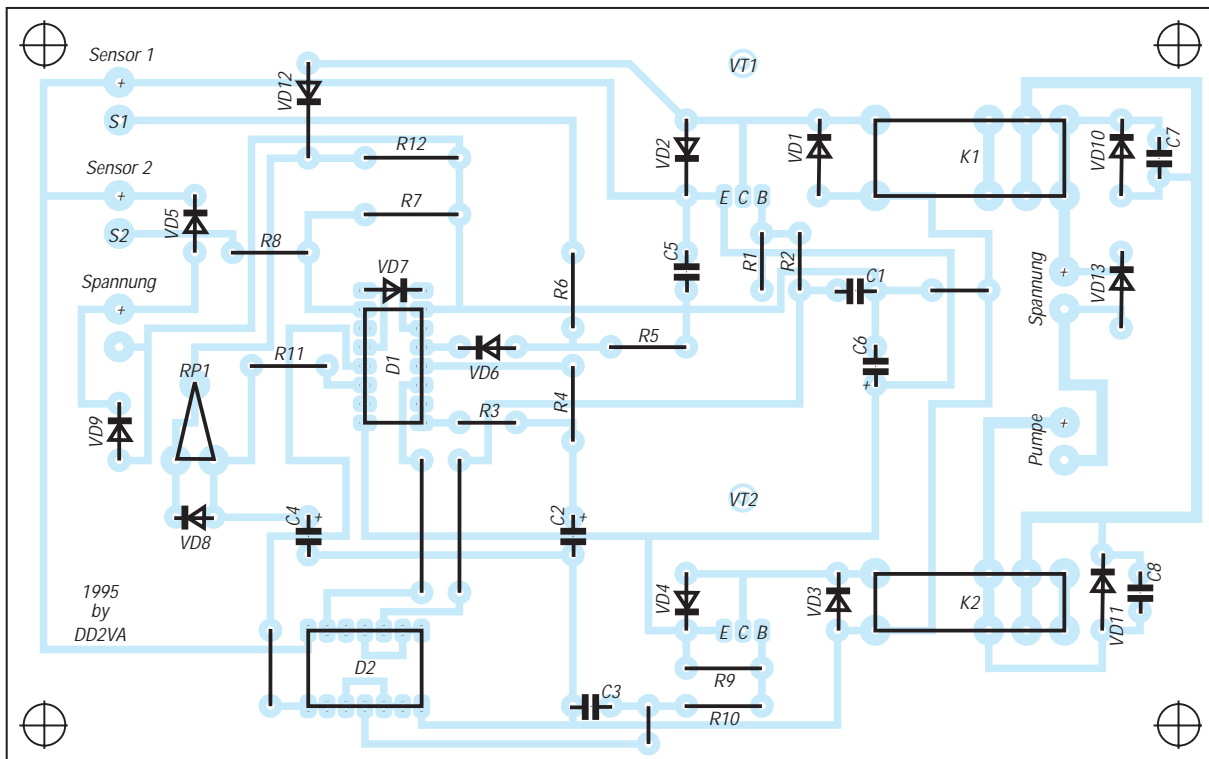 Sensor 1
+
S1
VD12
VT1
R12
VD2
VD1
K1
VD10
C7
Sensor 2
+
S2
VD5
R7
R8
E C B
Spannung
+
VD7
R6
C5
R1
R2
C1
Spannung
+
VD13
R11
D1
VD6
R5
C6
+
RP1
VD9
R3
R4
Pumpe
+
VD8
C4
+
C2
+
VT2
1995
by
DD2VA
D2
VD4
E C B
VD3
K2
VD11
C8
R9
C3
R10